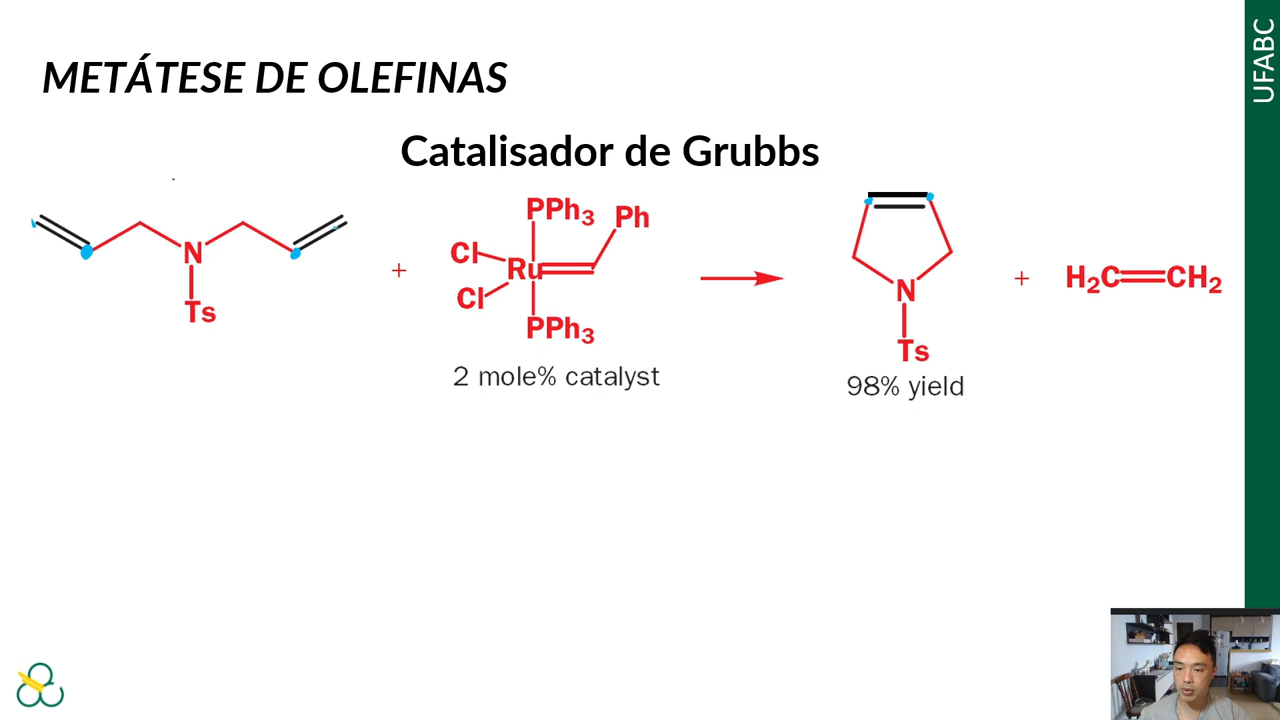 METÁTESE DE OLEFINAS
UFABC
Catalisador de Grubbs
N
Ts
+
PPh3
Ph
Cl
Ru
Cl
PPh3
2 mole% catalyst
N
Ts
98% yield
+
H2C=CH2